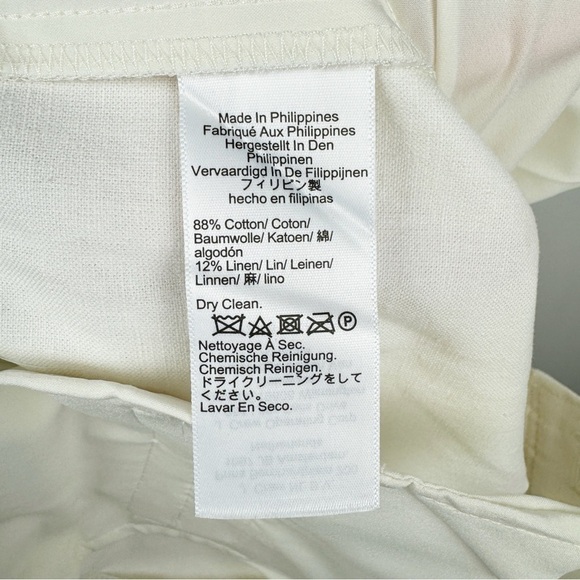 Made In Philippines
Fabriqué Aux Philippines
Hergestellt In Den
Philippinen
Vervaardigd In De Filippijnen
フィリピン製
hecho en filipinas
88% Cotton/ Coton/
Baumwolle/ Katoen/ 綿/
algodón
12% Linen/ Lin/ Leinen/
Linnen/ 麻/ lino
Dry Clean.
P
Nettoyage À Sec.
Chemische Reinigung.
Chemisch Reinigen.
ドライクリーニングをして
ください。
Lavar En Seco.